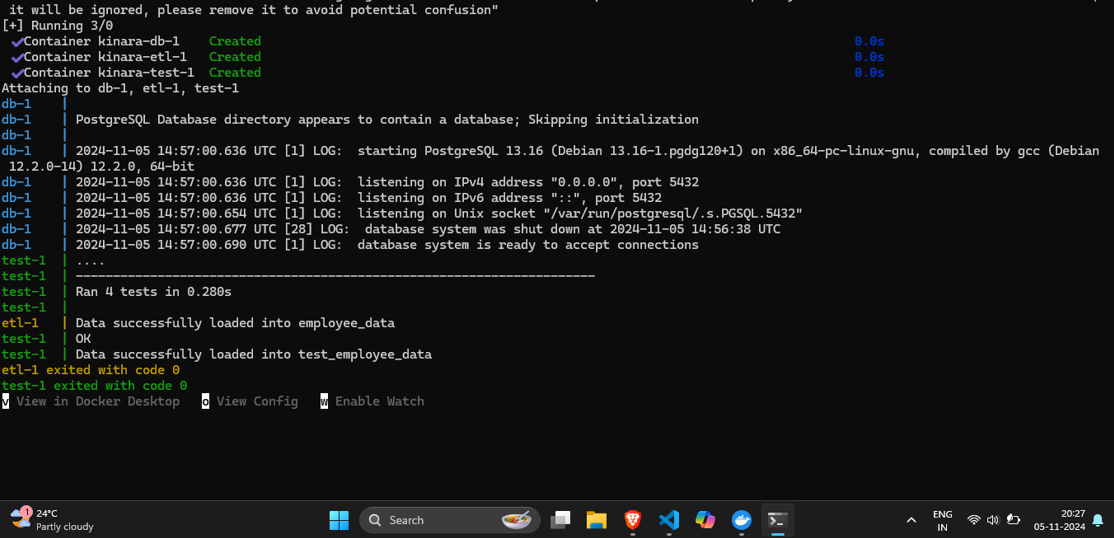 it will be ignored, please remove it to avoid potential confusion"
[+] Running 3/0
✔Container kinara-db-1 Created 0.0s
✔Container kinara-etl-1 Created 0.0s
✔Container kinara-test-1 Created 0.0s
Attaching to db-1, etl-1, test-1
db-1 |
db-1 | PostgreSQL Database directory appears to contain a database; Skipping initialization
db-1 |
db-1 | 2024-11-05 14:57:00.636 UTC [1] LOG: starting PostgreSQL 13.16 (Debian 13.16-1.pgdg120+1) on x86_64-pc-linux-gnu, compiled by gcc (Debian
12.2.0-14) 12.2.0, 64-bit
db-1 | 2024-11-05 14:57:00.636 UTC [1] LOG: listening on IPv4 address "0.0.0.0", port 5432
db-1 | 2024-11-05 14:57:00.636 UTC [1] LOG: listening on IPv6 address "::", port 5432
db-1 | 2024-11-05 14:57:00.654 UTC [1] LOG: listening on Unix socket "/var/run/postgresql/.s.PGSQL.5432"
db-1 | 2024-11-05 14:57:00.677 UTC [28] LOG: database system was shut down at 2024-11-05 14:56:38 UTC
db-1 | 2024-11-05 14:57:00.690 UTC [1] LOG: database system is ready to accept connections
test-1 | ....
test-1 | ----------------------------------------------------------------------
test-1 | Ran 4 tests in 0.280s
test-1 |
etl-1 | Data successfully loaded into employee_data
test-1 | OK
test-1 | Data successfully loaded into test_employee_data
etl-1 exited with code 0
test-1 exited with code 0
v View in Docker Desktop o View Config w Enable Watch
1
24°C
Partly cloudy
Search
ENG
IN
20:27
05-11-2024